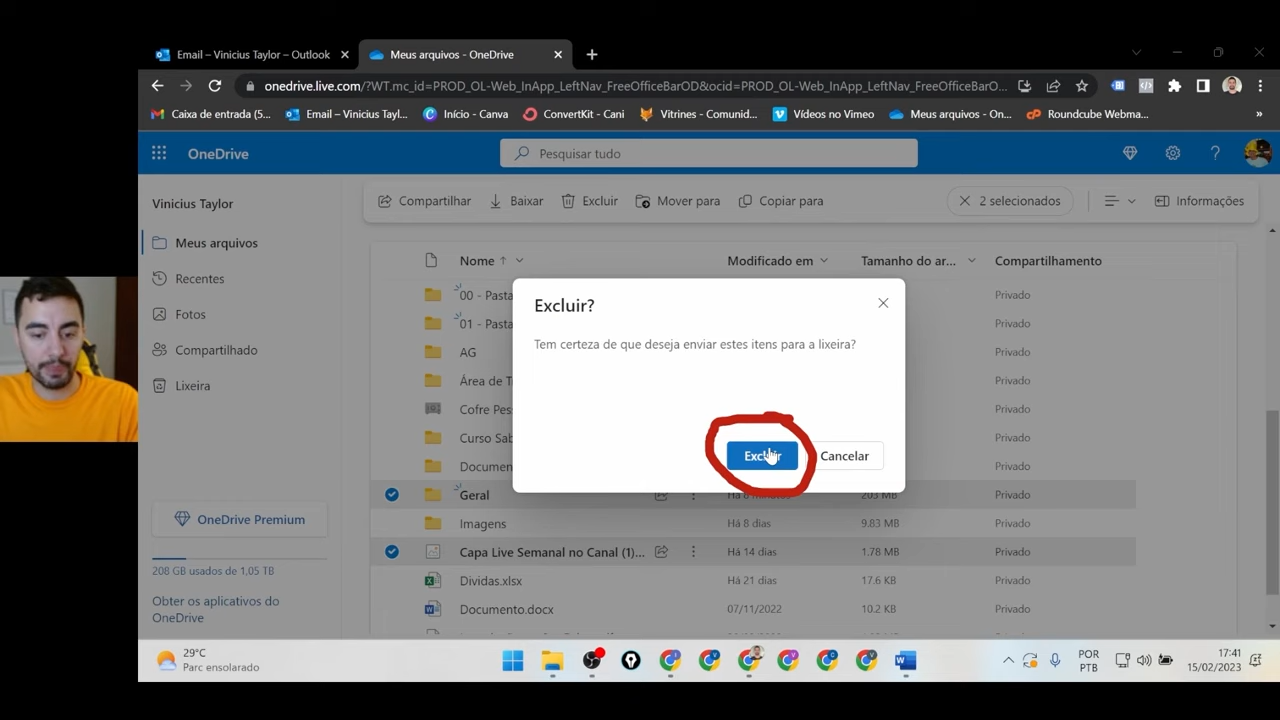 Email – Vinicius Taylor – Outlook
Meus arquivos - OneDrive
onedrive.live.com/?WT.mc_id=PROD_OL-Web_InApp_LeftNav_FreeOfficeBarOD&ocid=PROD_OL-Web_InApp_LeftNav_FreeOfficeBarO...
Caixa de entrada (5... Email – Vinicius Tayl... Início - Canva ConvertKit - Cani Vitrines - Comunid... Vídeos no Vimeo Meus arquivos - On... Roundcube Webma... »
OneDrive
Pesquisar tudo
?
Vinicius Taylor
Compartilhar Baixar Excluir Mover para Copiar para 2 selecionados Informações
Meus arquivos
Recentes
Fotos
Compartilhado
Lixeira
OneDrive Premium
208 GB usados de 1,05 TB
Obter os aplicativos do
OneDrive
Nome Modificado em Tamanho do ar... Compartilhamento
00 - Pasta Privado
01 - Pasta Privado
AG Privado
Área de T Privado
Cofre Pes Privado
Curso Sab Privado
Documen Privado
Excluir?
Tem certeza de que deseja enviar estes itens para a lixeira?
Excluir Cancelar
Geral 203 MB Privado
Imagens Há 8 dias 9.83 MB Privado
Capa Live Semanal no Canal (1)... Há 14 dias 1.78 MB Privado
Dividas.xlsx Há 21 dias 17.6 KB Privado
Documento.docx 07/11/2022 10.2 KB Privado
29°C
Parc ensolarado
POR
PTB
17:41
15/02/2023